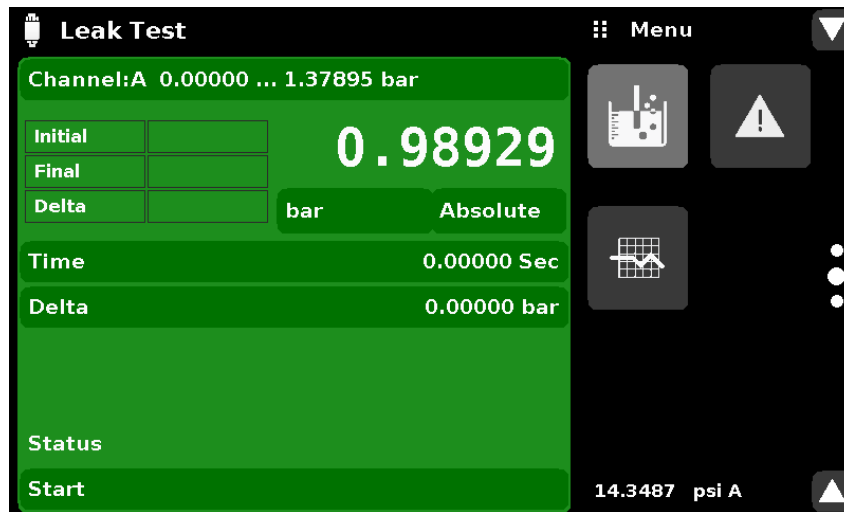 Leak Test
Menu
Channel:A 0.00000 ... 1.37895 bar
Initial
0.98929
Final
Delta
bar Absolute
Time 0.00000 Sec
Delta 0.00000 bar
Status
Start
14.3487 psi A